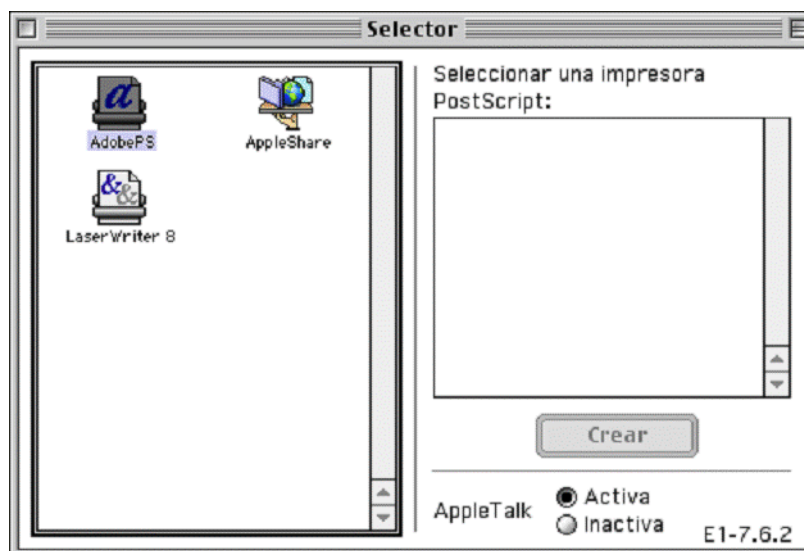 Selector
AdobePS
AppleShare
LaserWriter 8
Seleccionar una impresora
PostScript:
Crear
AppleTalk
Activa
Inactiva
E1-7.6.2